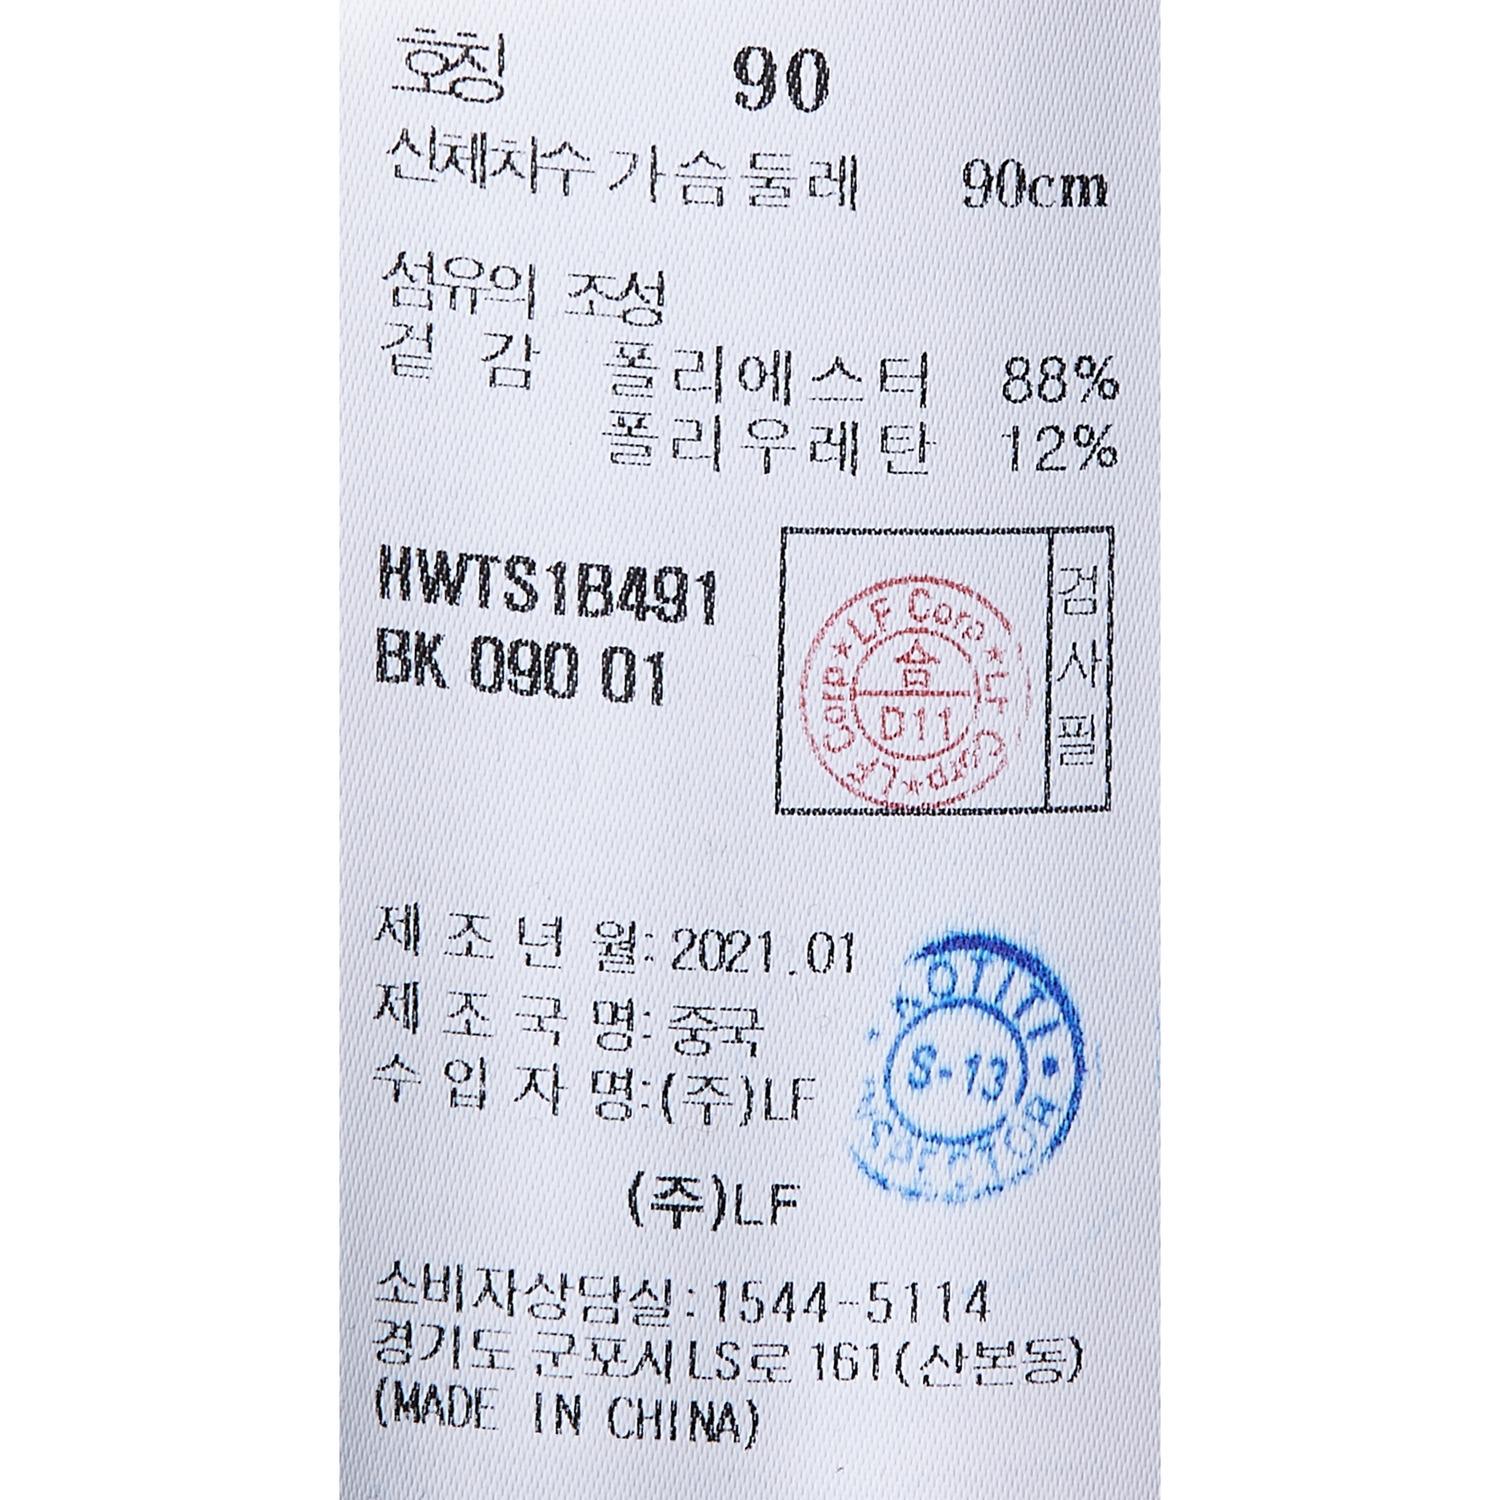 호칭 90
신체치수 가슴둘레 90cm
섬유의 조성
겉 감 폴리에스터 88%
폴리우레탄 12%
HWTS1B491
BK 090 01
LF Corp ★ LF Corp ★ LF Corp ★ LF Corp ★
合
D11
검사필
제조년월: 2021.01
제조국명: 중국
수입자명: (주)LF
KOTITI
S-13
INSPECTOR
(주)LF
소비자상담실: 1544-5114
경기도 군포시 LS로 161(산본동)
(MADE IN CHINA)